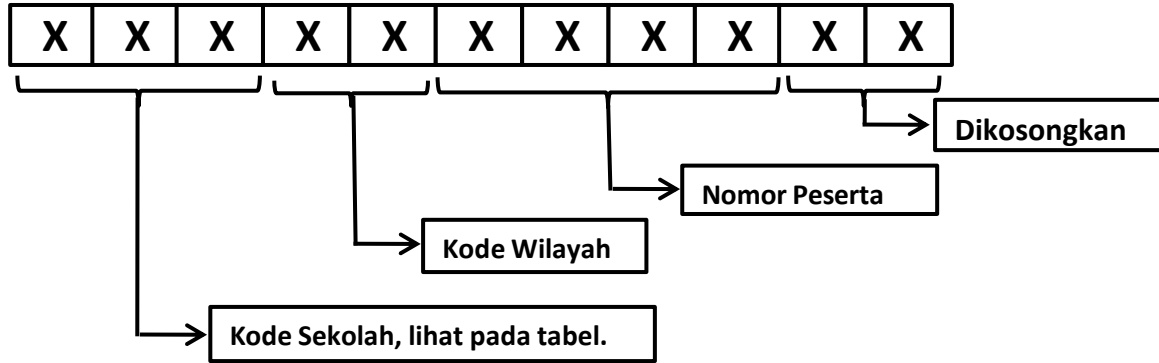 X X X X X X X X X X X
Dikosongkan
Nomor Peserta
Kode Wilayah
Kode Sekolah, lihat pada tabel.